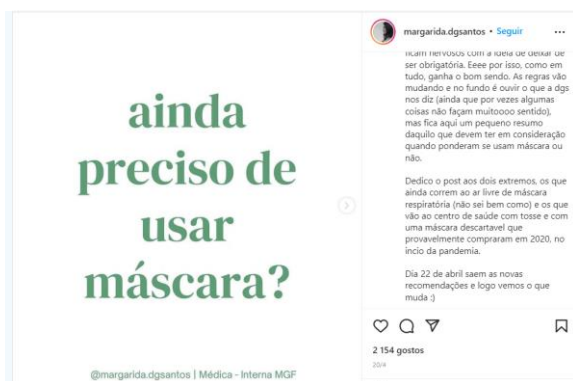 ainda
preciso de
usar
máscara?
@margarida.dgsantos | Médica - Interna MGF
margarida.dgsantos • Seguir
ficam nervosos com a ideia de deixar de
ser obrigatória. Eeee por isso, como em
tudo, ganha o bom sendo. As regras vão
mudando e no fundo é ouvir o que a dgs
nos diz (ainda que por vezes algumas
coisas não façam muitoooo sentido),
mas fica aqui um pequeno resumo
daquilo que devem ter em consideração
quando ponderam se usam máscara ou
não.
Dedico o post aos dois extremos, os que
ainda correm ao ar livre de máscara
respiratória (não sei bem como) e os que
vão ao centro de saúde com tosse e com
uma máscara descartavel que
provavelmente compraram em 2020, no
incio da pandemia.
Dia 22 de abril saem as novas
recomendações e logo vemos o que
muda :)
2 154 gostos
20/4